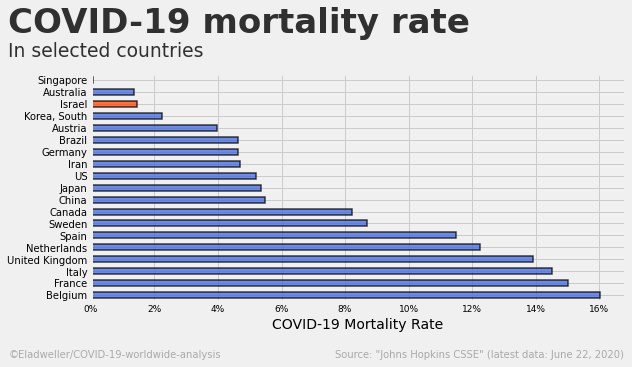 COVID-19 mortality rate
In selected countries
Singapore
Australia
Israel
Korea, South
Austria
Brazil
Germany
Iran
US
Japan
China
Canada
Sweden
Spain
Netherlands
United Kingdom
Italy
France
Belgium
0% 2% 4% 6% 8% 10% 12% 14% 16%
COVID-19 Mortality Rate
©Eladweller/COVID-19-worldwide-analysis Source: "Johns Hopkins CSSE" (latest data: June 22, 2020)